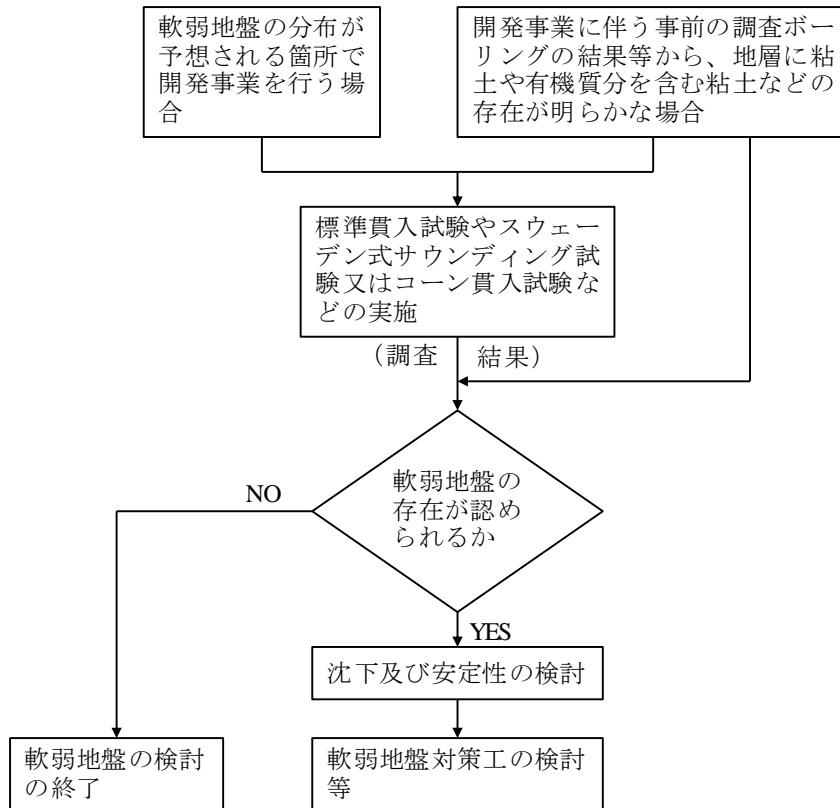 軟弱地盤の分布が
予想される箇所で
開発事業を行う場
合
開発事業に伴う事前の調査ボー
リングの結果等から、地層に粘
土や有機質分を含む粘土などの
存在が明らかな場合
標準貫入試験やスウェー
デン式サウンディング試
験又はコーン貫入試験な
どの実施
(調査 結果)
軟弱地盤の
存在が認め
られるか
NO
YES
沈下及び安定性の検討
軟弱地盤の検討
の終了
軟弱地盤対策工の検討
等